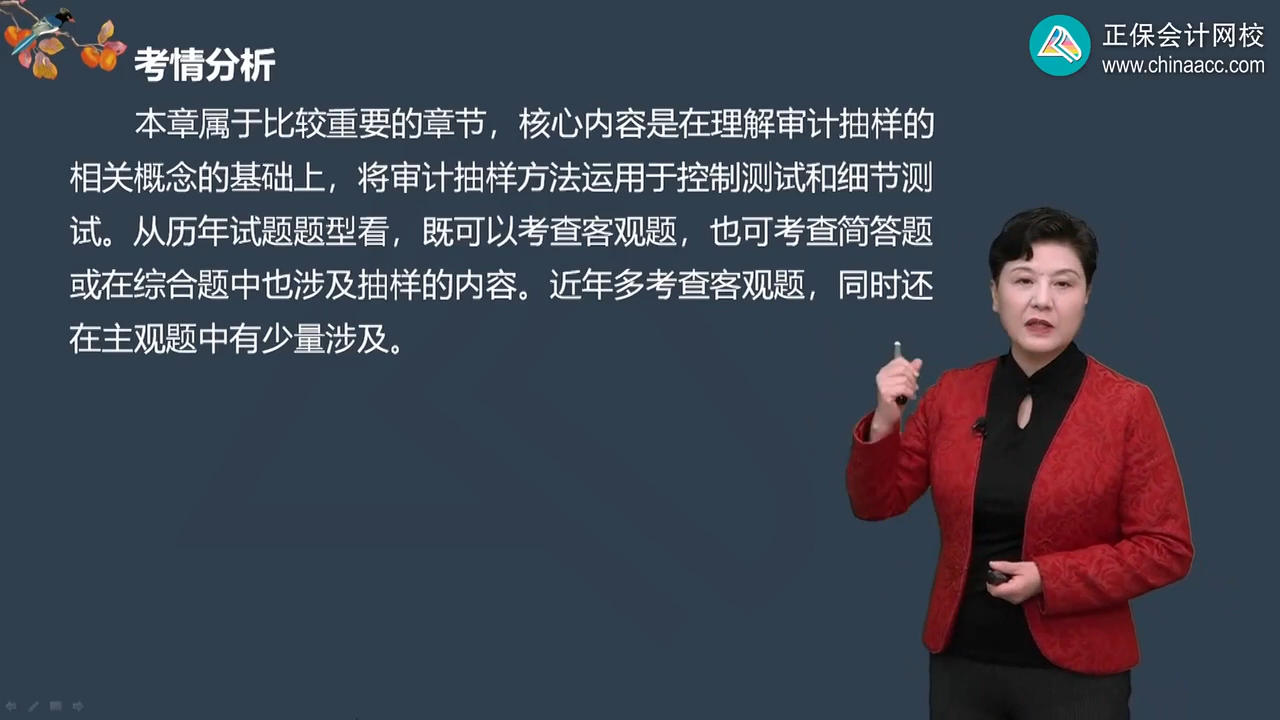 正保会计网校
www.chinaacc.com
考情分析
本章属于比较重要的章节，核心内容是在理解审计抽样的
相关概念的基础上，将审计抽样方法运用于控制测试和细节测
试。从历年试题题型看，既可以考查客观题，也可考查简答题
或在综合题中也涉及抽样的内容。近年多考查客观题，同时还
在主观题中有少量涉及。